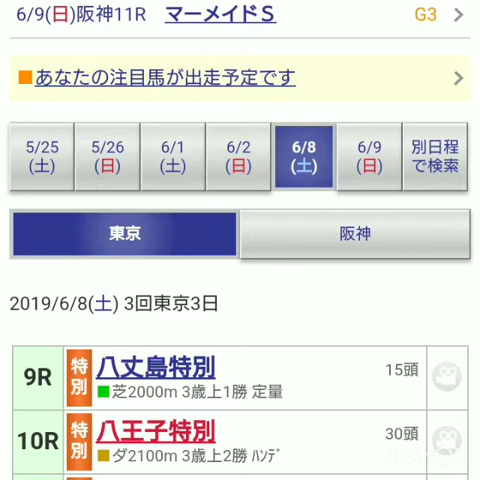 6/9(日)阪神11R マーメイドS G3
あなたの注目馬が出走予定です
5/25 5/26 6/1 6/2 6/8 6/9 別日程
(土) (日) (土) (日) (土) (日) で検索
東京 阪神
2019/6/8(土) 3回東京3日
9R 特別 八丈島特別 15頭
芝2000m 3歳上1勝 定量
10R 特別 八王子特別 30頭
ダ2100m 3歳上2勝 ﾊﾝﾃﾞ